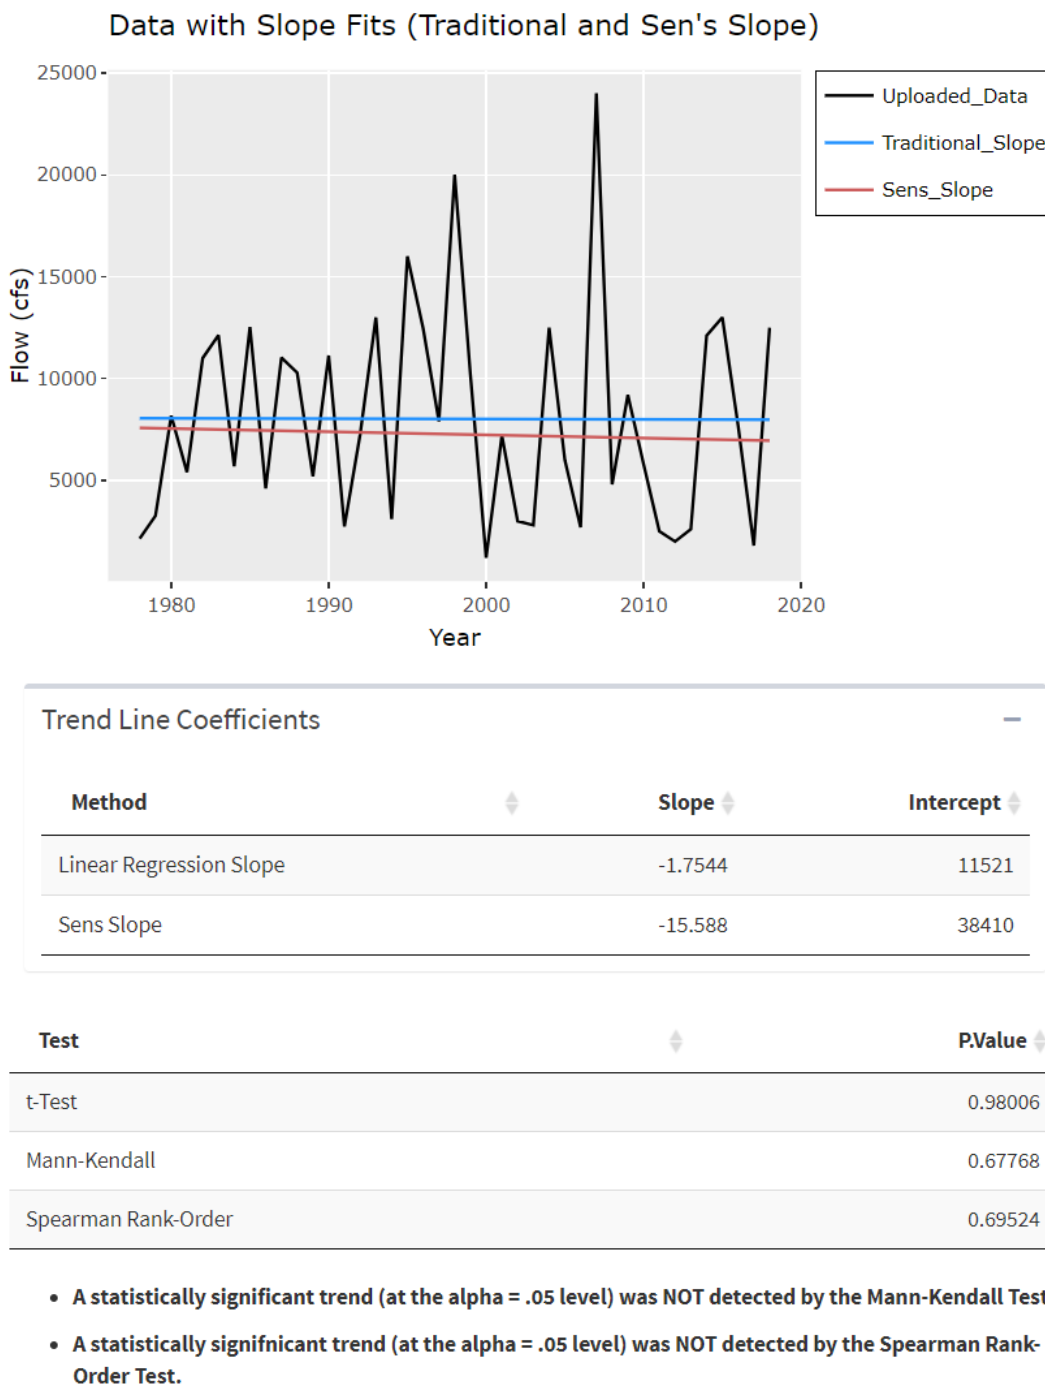 Data with Slope Fits (Traditional and Sen's Slope)
25000
20000
15000
10000
5000
Flow (cfs)
1980 1990 2000 2010 2020
Year
Uploaded_Data
Traditional_Slope
Sens_Slope
Trend Line Coefficients
Method Slope Intercept
Linear Regression Slope -1.7544 11521
Sens Slope -15.588 38410
Test P.Value
t-Test 0.98006
Mann-Kendall 0.67768
Spearman Rank-Order 0.69524
• A statistically significant trend (at the alpha = .05 level) was NOT detected by the Mann-Kendall Test
• A statistically signifnicant trend (at the alpha = .05 level) was NOT detected by the Spearman Rank-
Order Test.